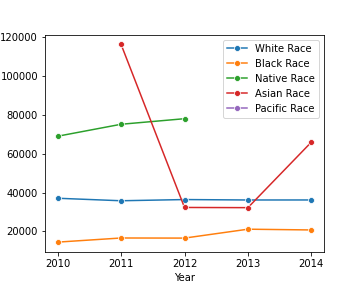 120000
100000
80000
60000
40000
20000
2010 2011 2012 2013 2014
Year
White Race
Black Race
Native Race
Asian Race
Pacific Race